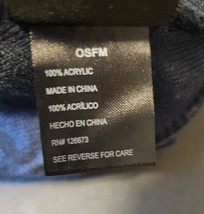 OSFM
100% ACRYLIC
MADE IN CHINA
100% ACRÍLICO
HECHO EN CHINA
RN# 126673
SEE REVERSE FOR CARE